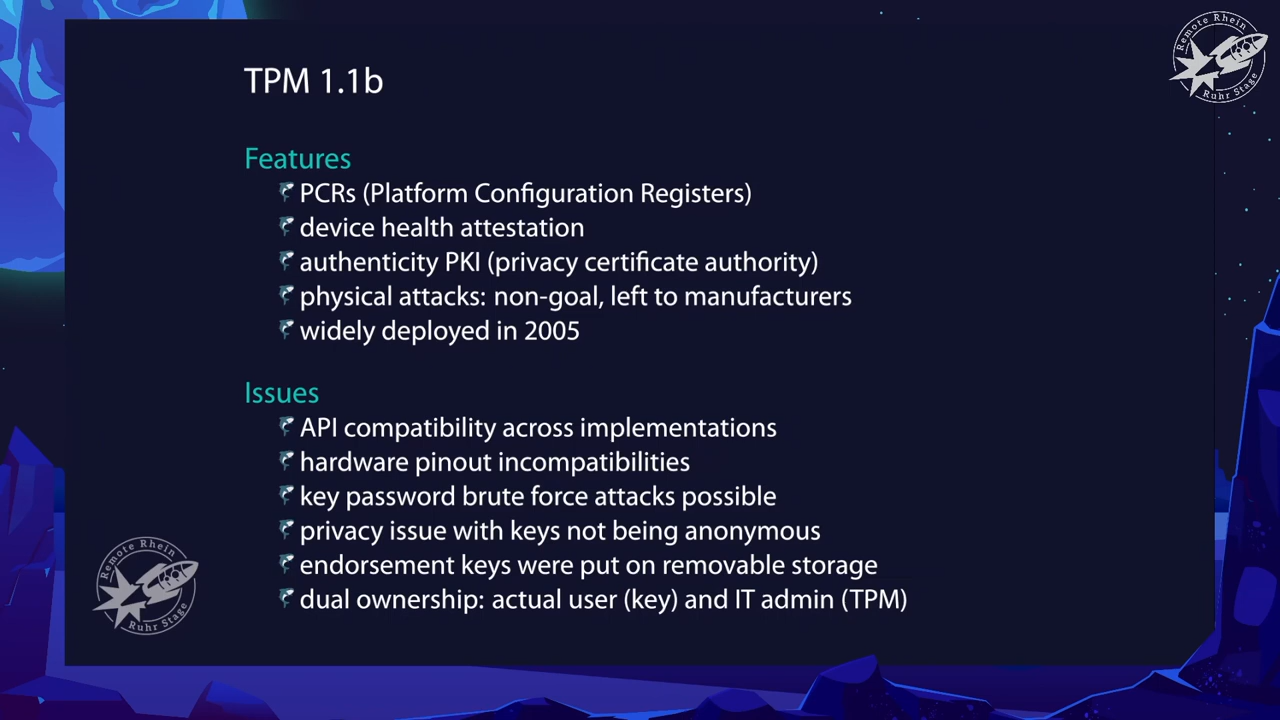 Remote Rhein
Ruhr Stage
TPM 1.1b
Features
PCRs (Platform Configuration Registers)
device health attestation
authenticity PKI (privacy certificate authority)
physical attacks: non-goal, left to manufacturers
widely deployed in 2005
Issues
API compatibility across implementations
hardware pinout incompatibilities
key password brute force attacks possible
privacy issue with keys not being anonymous
endorsement keys were put on removable storage
dual ownership: actual user (key) and IT admin (TPM)
Remote Rhein
Ruhr Stage